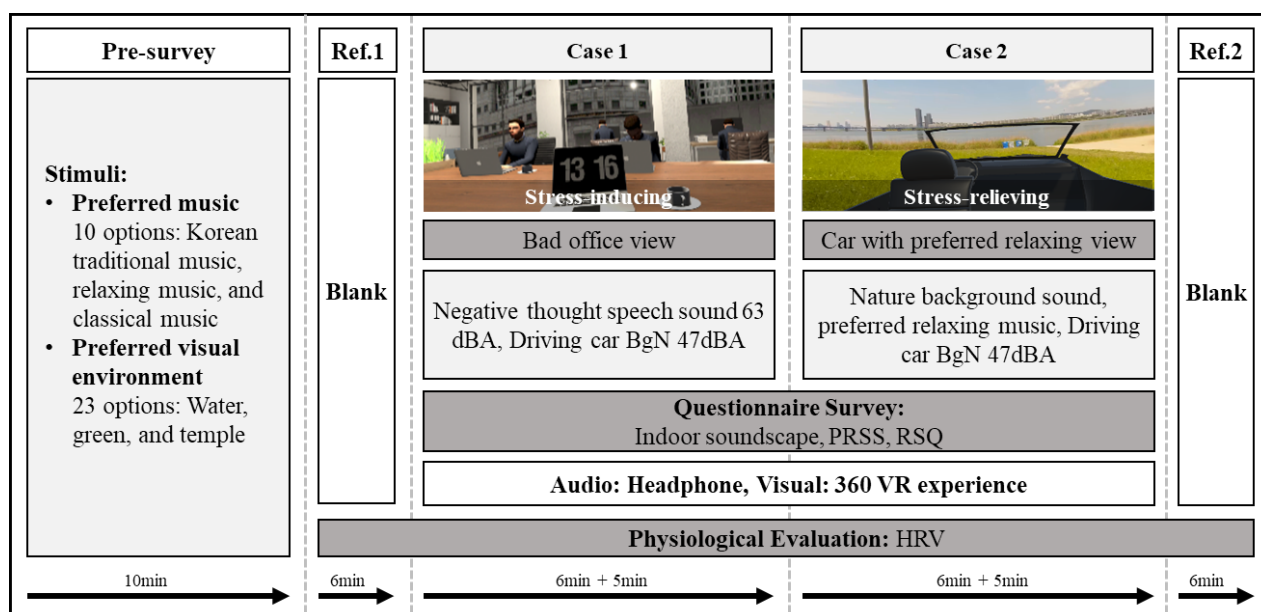 Pre-survey
Ref.1
Case 1
Case 2
Ref.2
Stimuli:
• Preferred music
10 options: Korean
traditional music,
relaxing music, and
classical music
• Preferred visual
environment
23 options: Water,
green, and temple
Blank
13 16
Stress-inducing
Bad office view
Negative thought speech sound 63
dBA, Driving car BgN 47dBA
Stress-relieving
Car with preferred relaxing view
Nature background sound,
preferred relaxing music, Driving
car BgN 47dBA
Blank
Questionnaire Survey:
Indoor soundscape, PRSS, RSQ
Audio: Headphone, Visual: 360 VR experience
Physiological Evaluation: HRV
10min
6min
6min + 5min
6min + 5min
6min